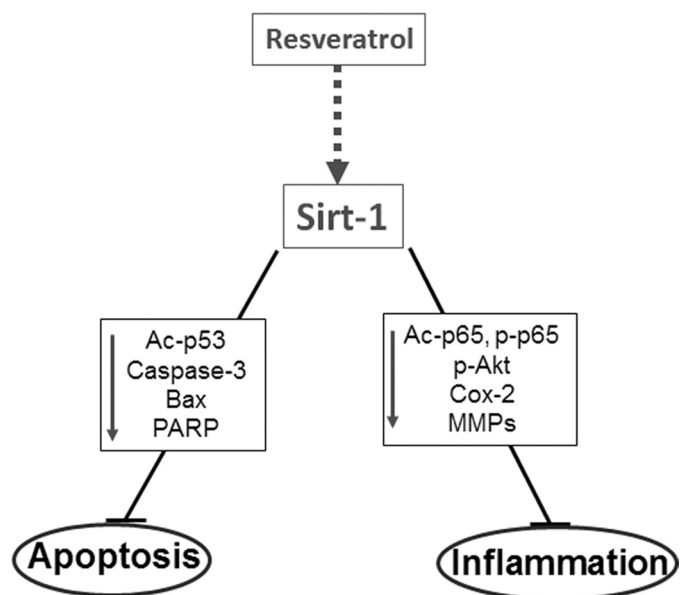 Resveratrol
Sirt-1
Ac-p53
Caspase-3
Bax
PARP
Ac-p65, p-p65
p-Akt
Cox-2
MMPs
Apoptosis
Inflammation